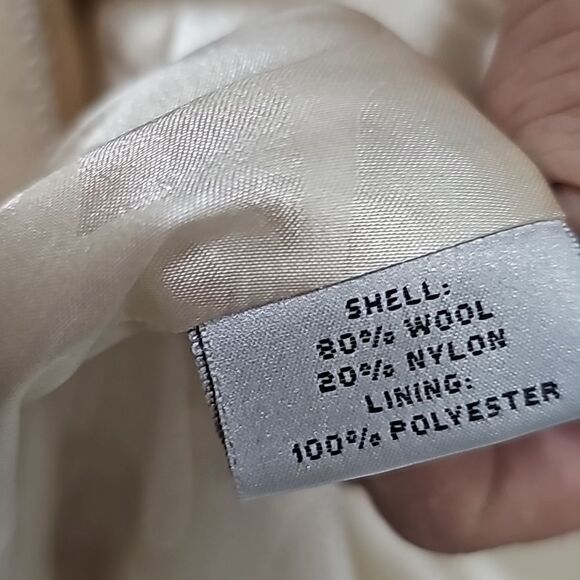 SHELL:
80% WOOL
20% NYLON
LINING:
100% POLYESTER